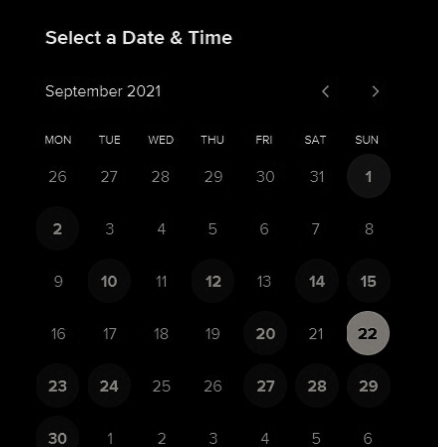 Select a Date & Time
September 2021
MON TUE WED THU FRI SAT SUN
26 27 28 29 30 31 1
2 3 4 5 6 7 8
9 10 11 12 13 14 15
16 17 18 19 20 21 22
23 24 25 26 27 28 29
30 1 2 3 4 5 6